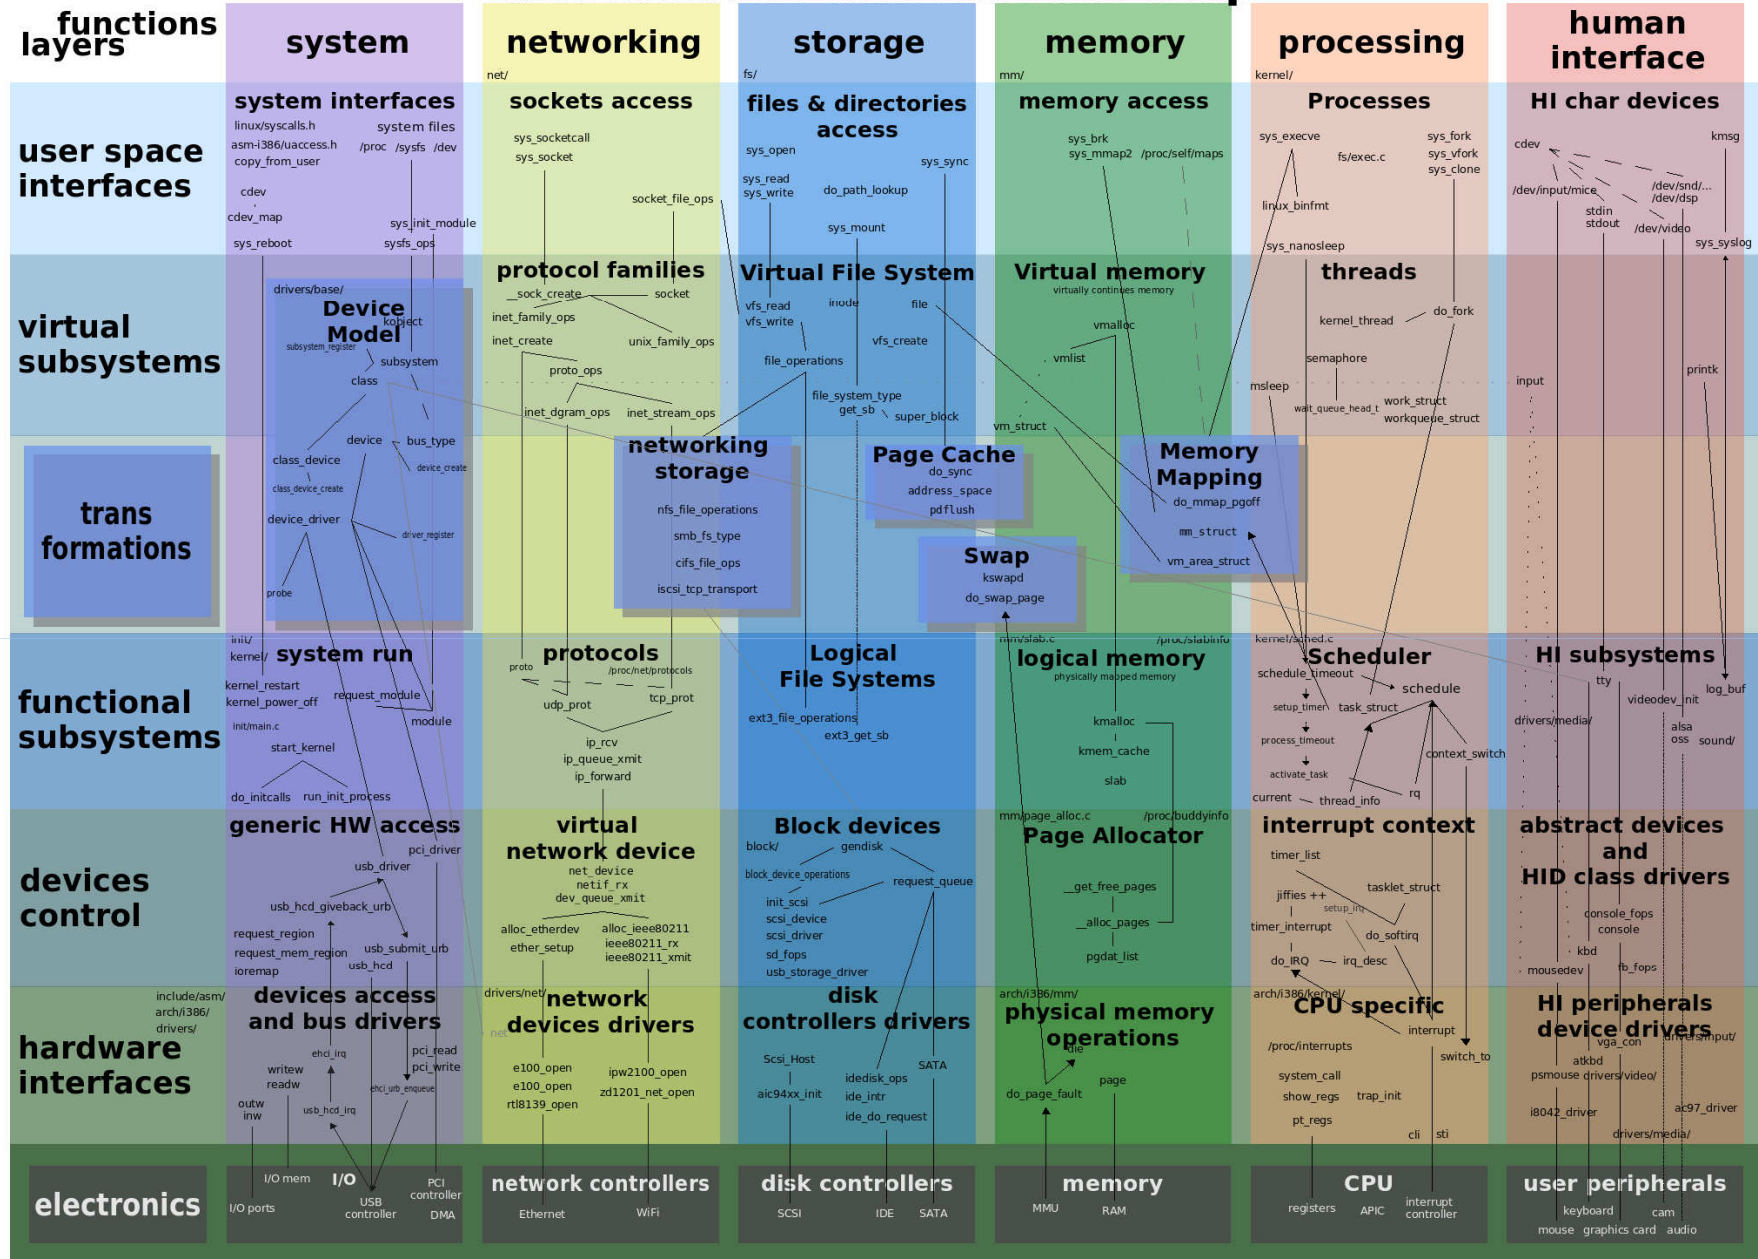 functions
layers
system
networking
storage
memory
processing
human
interface
net/
fs/
mm/
kernel/
user space
interfaces
system interfaces
linux/syscalls.h
system files
asm-i386/uaccess.h
/proc /sysfs /dev
copy_from_user
cdev
cdev_map
sys_init_module
sys_reboot
sysfs_ops
sockets access
sys_socketcall
sys_socket
socket_file_ops
files & directories
access
sys_open
sys_sync
sys_read
sys_write
do_path_lookup
sys_mount
memory access
sys_brk
sys_mmap2 /proc/self/maps
Processes
sys_execve
sys_fork
fs/exec.c
sys_vfork
sys_clone
linux_binfmt
sys_nanosleep
HI char devices
kmsg
cdev
/dev/input/mice
/dev/snd/...
/dev/dsp
stdin
stdout
/dev/video
sys_syslog
virtual
subsystems
drivers/base/
Device
Model
kobject
subsystem_register
subsystem
class
protocol families
__sock_create
socket
inet_family_ops
inet_create
unix_family_ops
proto_ops
inet_dgram_ops
inet_stream_ops
Virtual File System
vfs_read
vfs_write
inode
file
vfs_create
file_operations
file_system_type
get_sb
super_block
Virtual memory
virtually continues memory
vmalloc
vmlist
vm_struct
threads
kernel_thread
do_fork
semaphore
msleep
wait_queue_head_t
work_struct
workqueue_struct
input
printk
trans
formations
device
bus_type
class_device
device_create
class_device_create
device_driver
driver_register
probe
networking
storage
nfs_file_operations
smb_fs_type
cifs_file_ops
iscsi_tcp_transport
Page Cache
do_sync
address_space
pdflush
Swap
kswapd
do_swap_page
Memory
Mapping
do_mmap_pgoff
mm_struct
vm_area_struct
functional
subsystems
init/
kernel/
system run
kernel_restart
kernel_power_off
request_module
module
init/main.c
start_kernel
do_initcalls
run_init_process
protocols
proto
/proc/net/protocols
udp_prot
tcp_prot
ip_rcv
ip_queue_xmit
ip_forward
Logical
File Systems
ext3_file_operations
ext3_get_sb
mm/slab.c
/proc/slabinfo
logical memory
physically mapped memory
kmalloc
kmem_cache
slab
kernel/sched.c
Scheduler
schedule_timeout
schedule
setup_timer
task_struct
process_timeout
context_switch
activate_task
current
thread_info
rq
HI subsystems
tty
log_buf
videodev_init
drivers/media/
alsa
oss
sound/
devices
control
generic HW access
pci_driver
usb_driver
usb_hcd_giveback_urb
request_region
request_mem_region
usb_submit_urb
ioremap
usb_hcd
virtual
network device
net_device
netif_rx
dev_queue_xmit
alloc_etherdev
alloc_ieee80211
ether_setup
ieee80211_rx
ieee80211_xmit
Block devices
block/
gendisk
block_device_operations
request_queue
init_scsi
scsi_device
scsi_driver
sd_fops
usb_storage_driver
mm/page_alloc.c
/proc/buddyinfo
Page Allocator
__get_free_pages
__alloc_pages
pgdat_list
interrupt context
timer_list
jiffies ++
tasklet_struct
setup_irq
timer_interrupt
do_softirq
do_IRQ
irq_desc
abstract devices
and
HID class drivers
console_fops
console
kbd
mousedev
fb_fops
hardware
interfaces
include/asm/
arch/i386/
drivers/
devices access
and bus drivers
ehci_irq
pci_read
pci_write
writew
readw
ehci_urb_enqueue
outw
inw
usb_hcd_irq
drivers/net/
net
network
devices drivers
e100_open
e100_open
rtl8139_open
ipw2100_open
zd1201_net_open
disk
controllers drivers
Scsi_Host
SATA
idedisk_ops
aic94xx_init
ide_intr
ide_do_request
arch/i386/mm/
physical memory
operations
die
page
do_page_fault
arch/i386/kernel/
CPU specific
interrupt
/proc/interrupts
switch_to
system_call
show_regs
trap_init
pt_regs
cli sti
HI peripherals
device drivers
drivers/input/
vga_con
atkbd
psmouse drivers/video/
i8042_driver
ac97_driver
drivers/media/
electronics
I/O mem
I/O
I/O ports
USB
controller
PCI
controller
DMA
network controllers
Ethernet
WiFi
disk controllers
SCSI
IDE
SATA
memory
MMU
RAM
CPU
registers
APIC
interrupt
controller
user peripherals
keyboard
cam
mouse graphics card audio